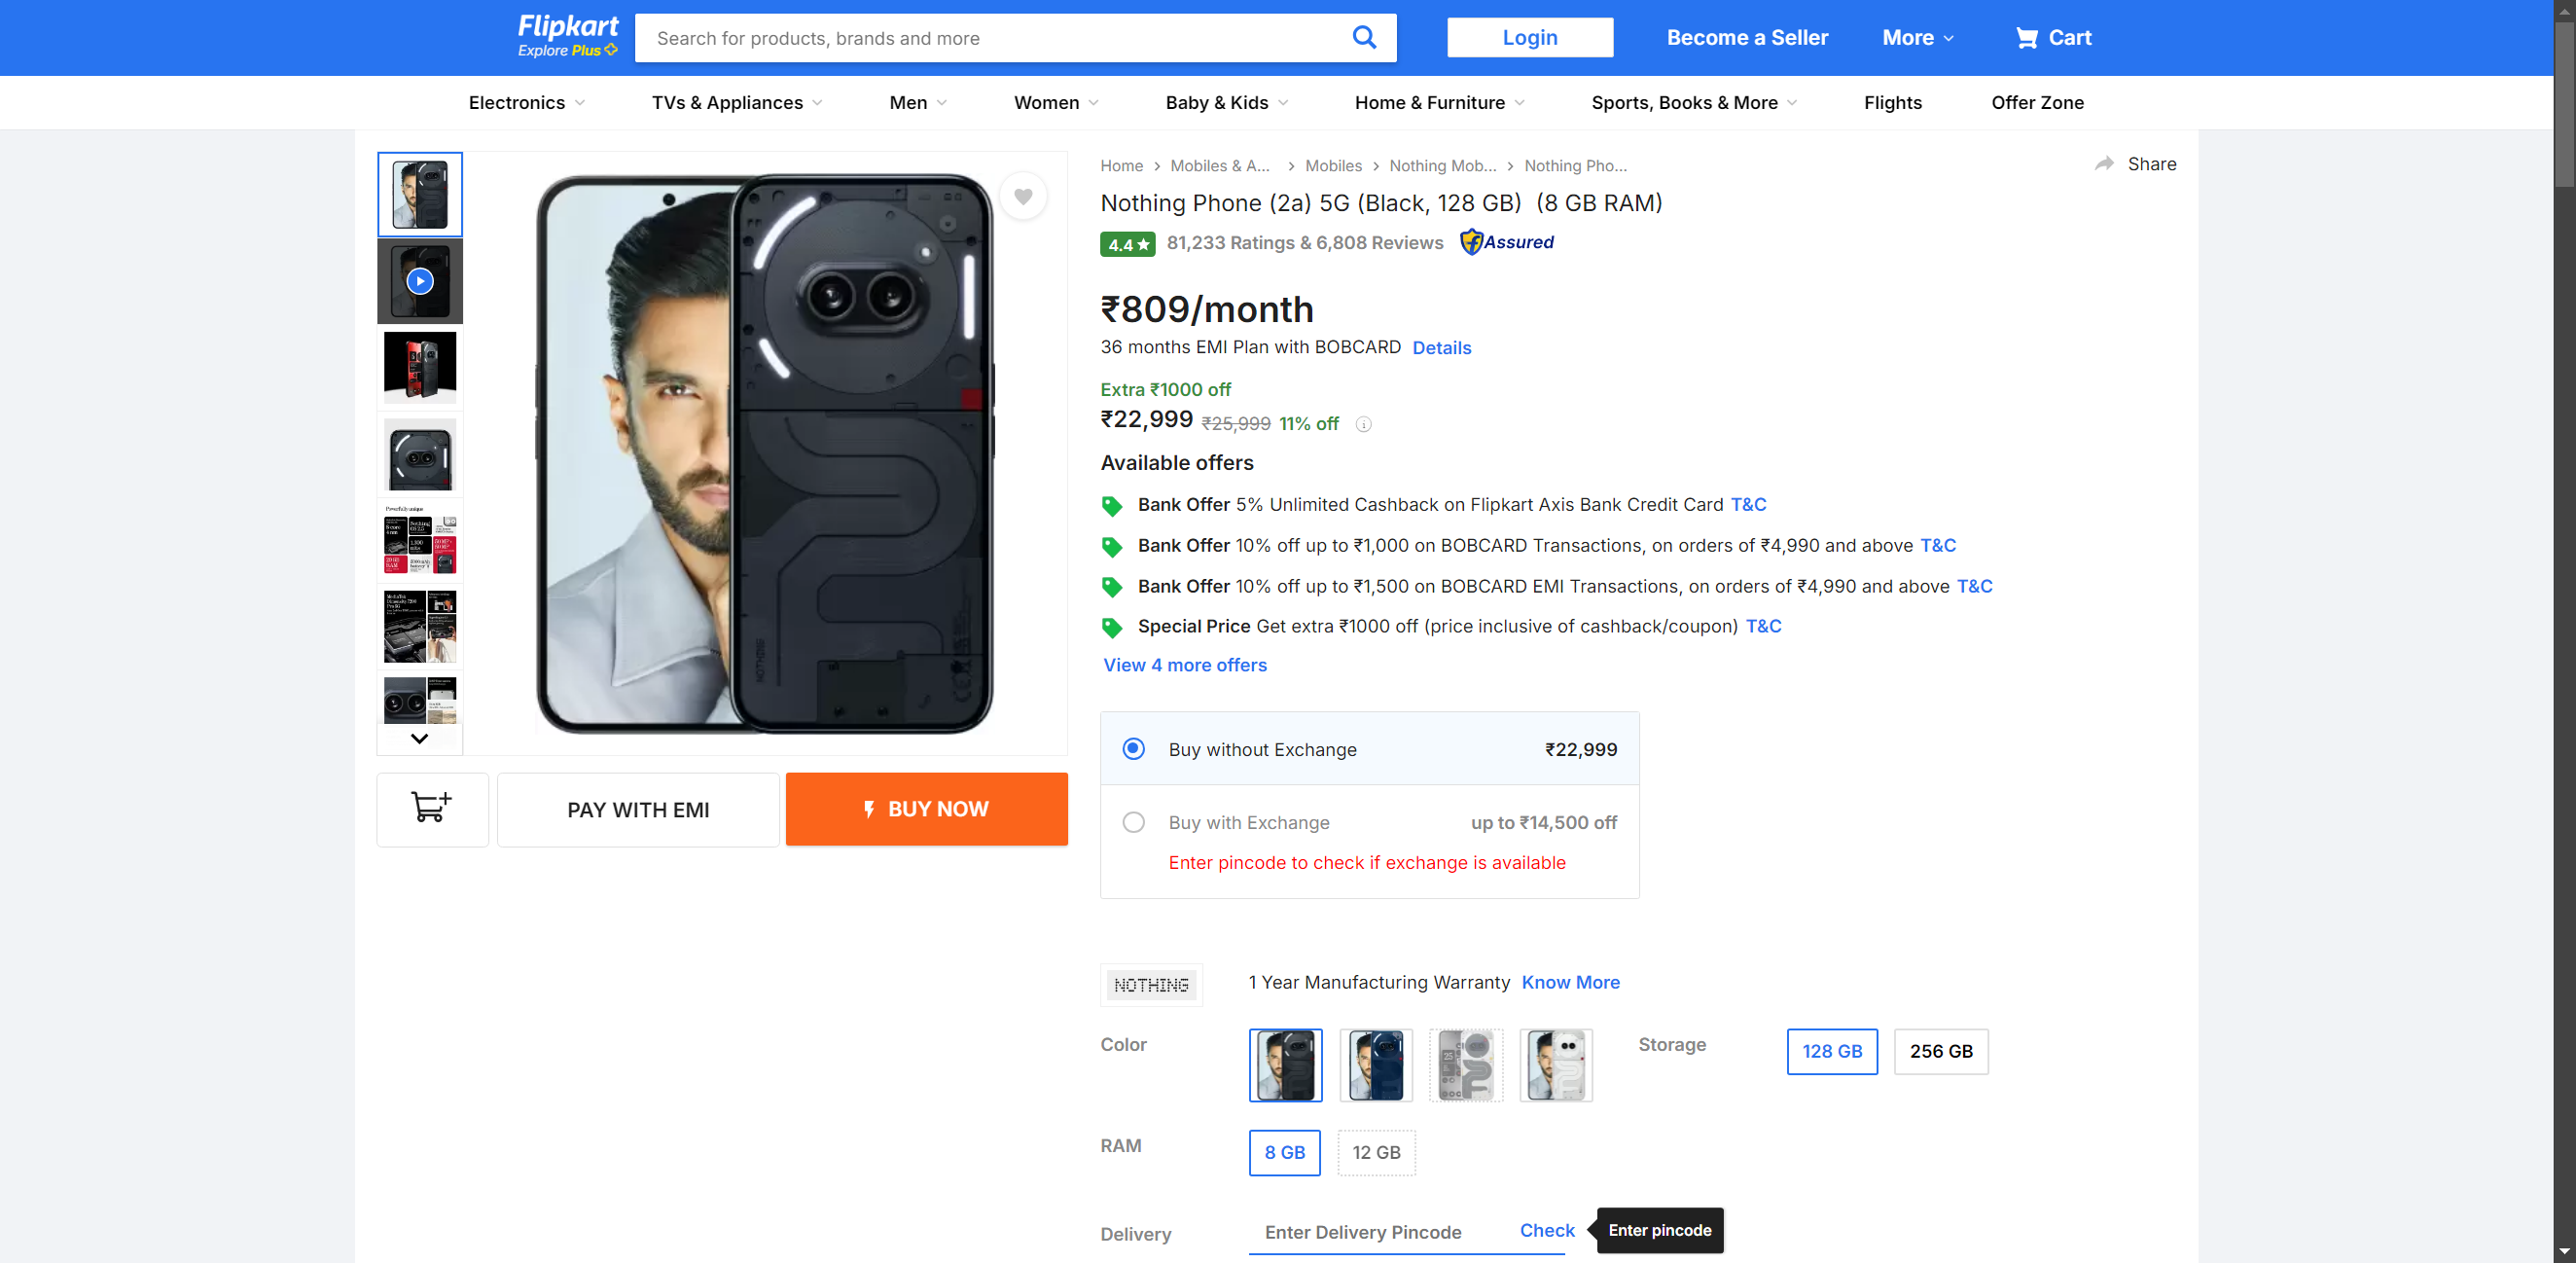 Flipkart
Explore Plus
Search for products, brands and more
Login
Become a Seller
More
Cart
Electronics
TVs & Appliances
Men
Women
Baby & Kids
Home & Furniture
Sports, Books & More
Flights
Offer Zone
Home
Mobiles & A...
Mobiles
Nothing Mob...
Nothing Pho...
Share
Nothing Phone (2a) 5G (Black, 128 GB)  (8 GB RAM)
4.4★ 81,233 Ratings & 6,808 Reviews
Assured
₹809/month
36 months EMI Plan with BOBCARD Details
Extra ₹1000 off
₹22,999 ₹25,999 11% off
Available offers
Bank Offer 5% Unlimited Cashback on Flipkart Axis Bank Credit Card T&C
Bank Offer 10% off up to ₹1,000 on BOBCARD Transactions, on orders of ₹4,990 and above T&C
Bank Offer 10% off up to ₹1,500 on BOBCARD EMI Transactions, on orders of ₹4,990 and above T&C
Special Price Get extra ₹1000 off (price inclusive of cashback/coupon) T&C
View 4 more offers
NOTHING
Powerfully unique
PAY WITH EMI
BUY NOW
Buy without Exchange ₹22,999
Buy with Exchange up to ₹14,500 off
Enter pincode to check if exchange is available
NOTHING
1 Year Manufacturing Warranty Know More
Color
Storage
128 GB
256 GB
RAM
8 GB
12 GB
Delivery
Enter Delivery Pincode
Check
Enter pincode